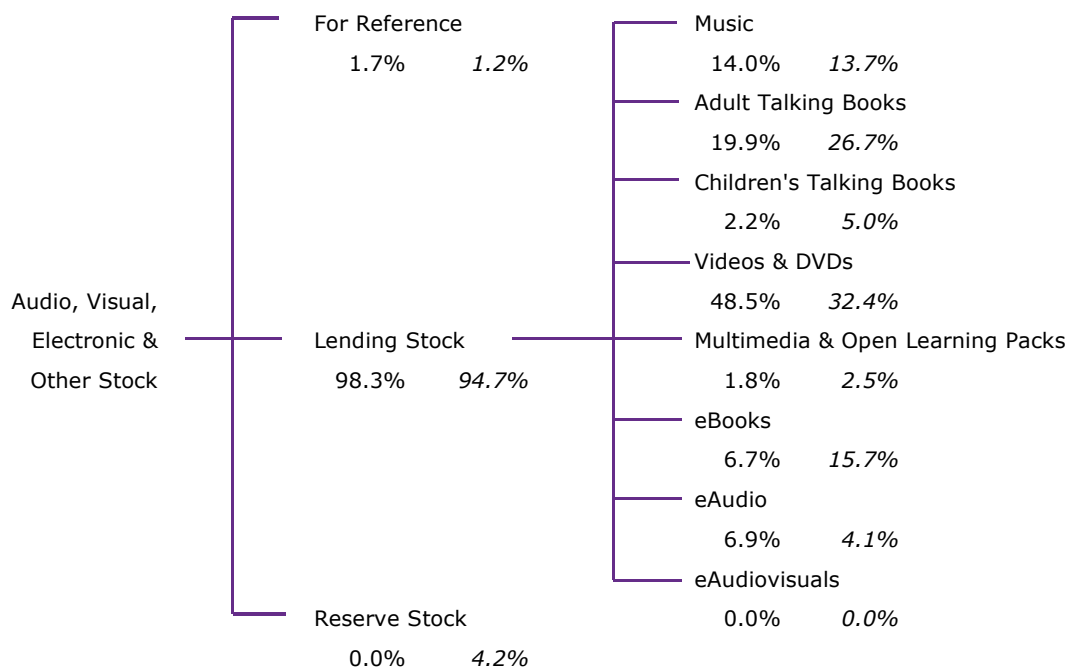 For Reference
1.7% 1.2%
Audio, Visual,
Electronic &
Other Stock
Lending Stock
98.3% 94.7%
Reserve Stock
0.0% 4.2%
Music
14.0% 13.7%
Adult Talking Books
19.9% 26.7%
Children's Talking Books
2.2% 5.0%
Videos & DVDs
48.5% 32.4%
Multimedia & Open Learning Packs
1.8% 2.5%
eBooks
6.7% 15.7%
eAudio
6.9% 4.1%
eAudiovisuals
0.0% 0.0%